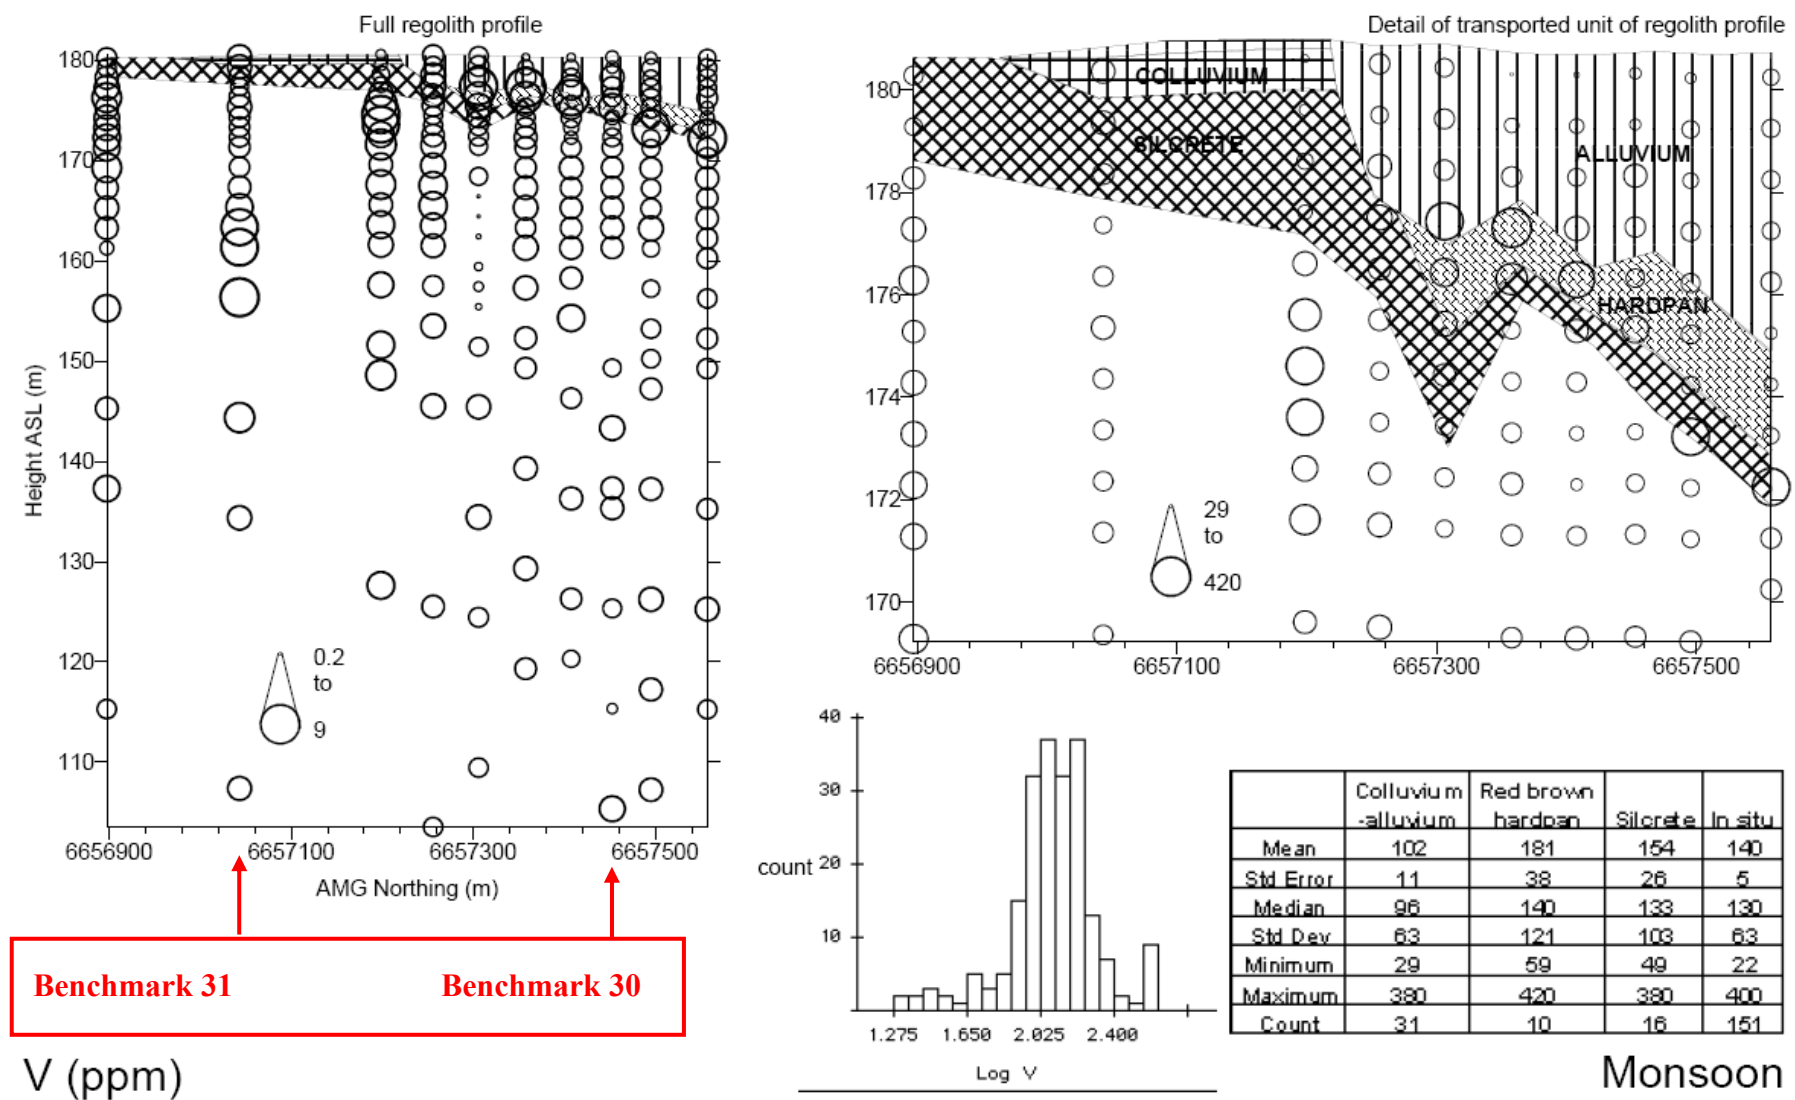 Full regolith profile
180
170
160
150
140
130
120
110
Height ASL (m)
0.2
to
9
6656900 6657100 6657300 6657500
AMG Northing (m)
Benchmark 31 Benchmark 30
V (ppm)
Detail of transported unit of regolith profile
180
178
176
174
172
170
COLLUVIUM
SILCRETE
ALLUVIUM
HARDPAN
29
to
420
6656900 6657100 6657300 6657500
40
30
count 20
10
1.275 1.650 2.025 2.400
Log V
Colluvium Red brown
-alluvium hardpan Silcrete In situ
Mean 102 181 154 140
Std Error 11 38 26 5
Median 96 140 133 130
Std Dev 63 121 103 63
Minimum 29 59 49 22
Maximum 380 420 380 400
Count 31 10 16 151
Monsoon